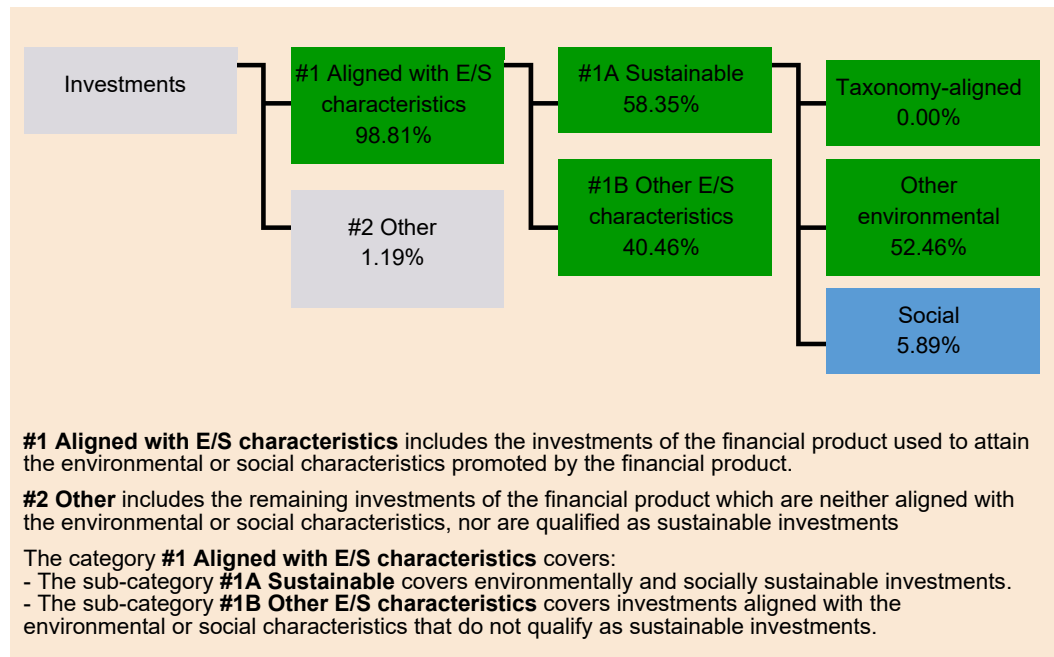 Investments
#1 Aligned with E/S
characteristics
98.81%
#2 Other
1.19%
#1A Sustainable
58.35%
#1B Other E/S
characteristics
40.46%
Taxonomy-aligned
0.00%
Other
environmental
52.46%
Social
5.89%
#1 Aligned with E/S characteristics includes the investments of the financial product used to attain
the environmental or social characteristics promoted by the financial product.
#2 Other includes the remaining investments of the financial product which are neither aligned with
the environmental or social characteristics, nor are qualified as sustainable investments
The category #1 Aligned with E/S characteristics covers:
- The sub-category #1A Sustainable covers environmentally and socially sustainable investments.
- The sub-category #1B Other E/S characteristics covers investments aligned with the
environmental or social characteristics that do not qualify as sustainable investments.